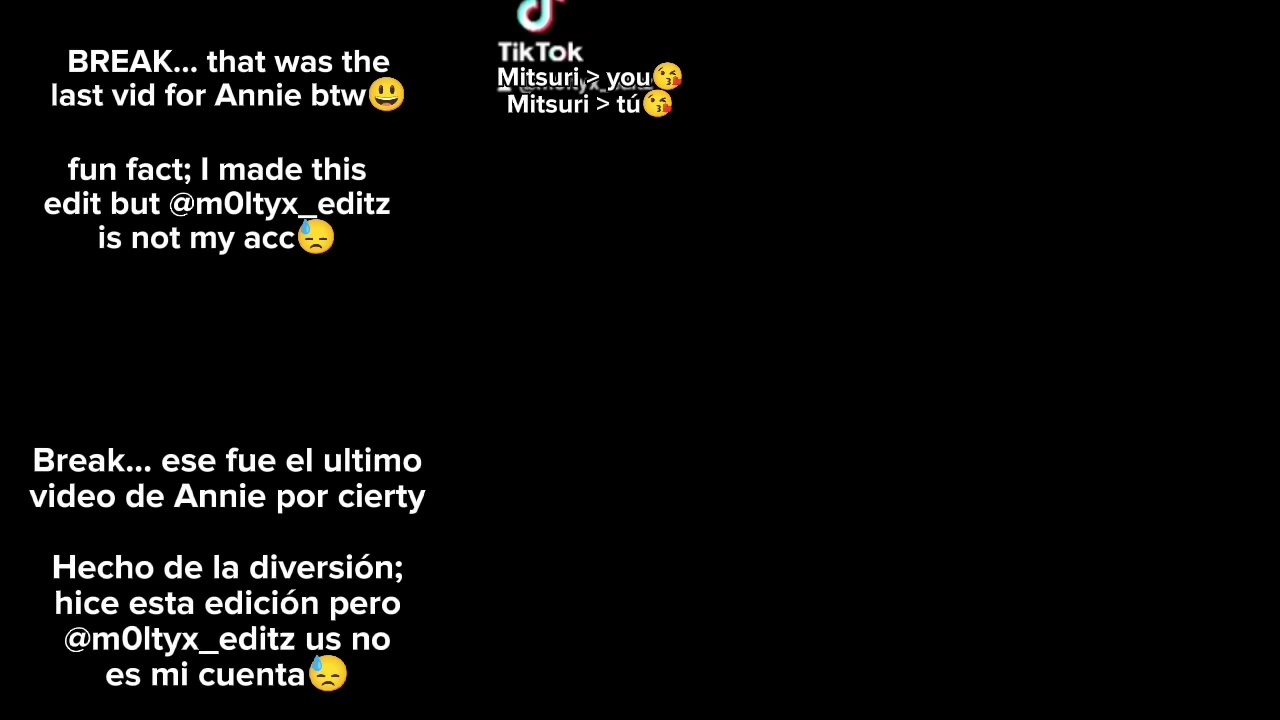 BREAK... that was the
last vid for Annie btw😃
fun fact; I made this
edit but @m0ltyx_editz
is not my acc😓
TikTok
Mitsuri > you😘
Mitsuri > tú😘
Break... ese fue el ultimo
video de Annie por cierty
Hecho de la diversión;
hice esta edición pero
@m0ltyx_editz us no
es mi cuenta😓